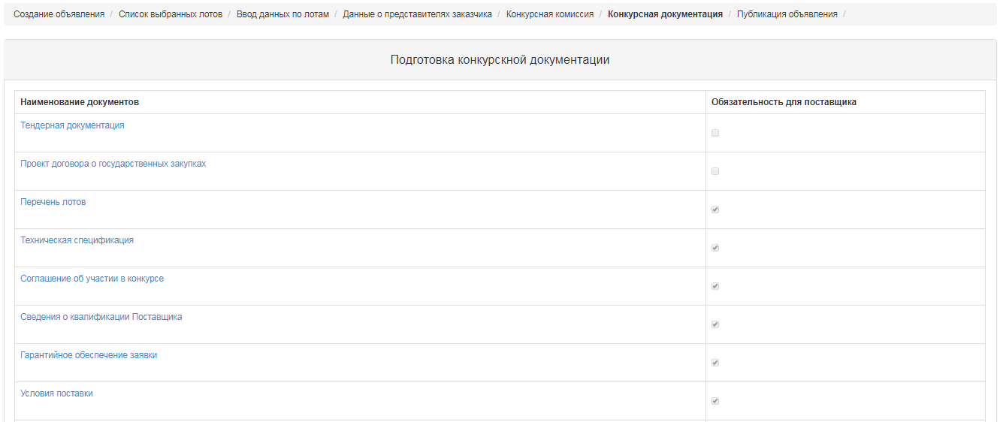 Создание объявления / Список выбранных лотов / Ввод данных по лотам / Данные о представителях заказчика / Конкурсная комиссия / Конкурсная документация / Публикация объявления /
Подготовка конкурскной документации
Наименование документов Обязательность для поставщика
Тендерная документация
Проект договора о государственных закупках
Перечень лотов
Техническая спецификация
Соглашение об участии в конкурсе
Сведения о квалификации Поставщика
Гарантийное обеспечение заявки
Условия поставки